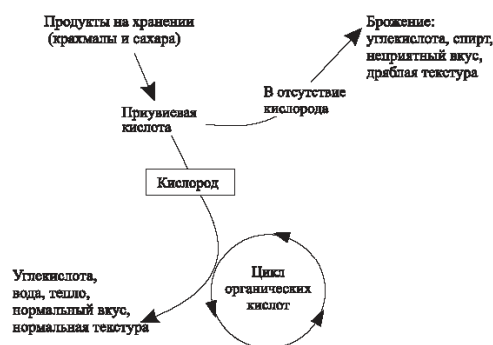 Продукты на хранении
(крахмалы и сахара)
Брожение:
углекислота, спирт,
неприятный вкус,
дряблая текстура
В отсутствие
кислорода
Приувиевая
кислота
Кислород
Цикл
органических
кислот
Углекислота,
вода, тепло,
нормальный вкус,
нормальная текстура